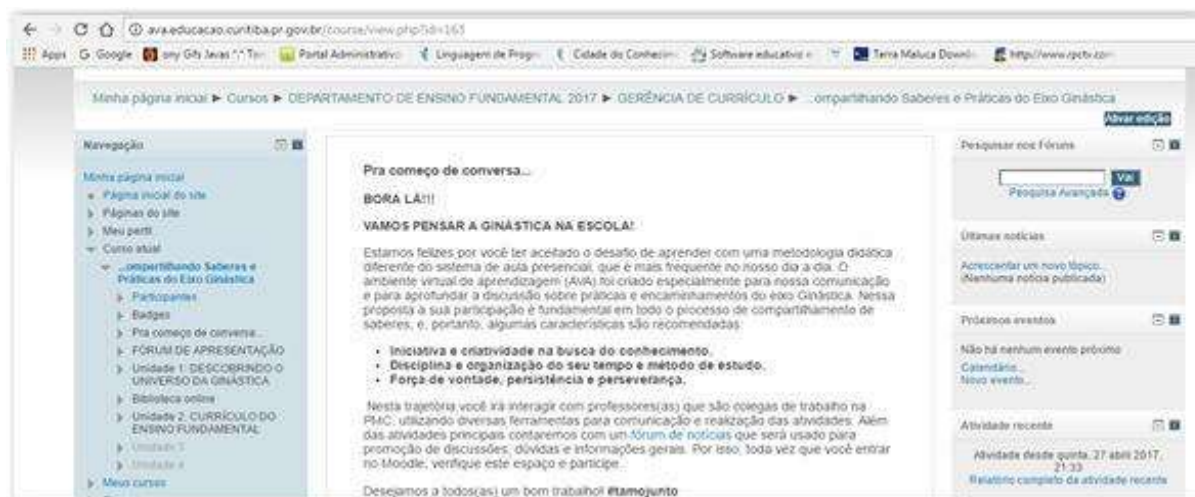 ava.educacao.curitiba.pr.gov.br/course/view.php?id=163
Apps Google Portal Administrativo Linguagem de Progr Cidade do Conhecim Software educativo e Terra Maluca Downl http://www.rpctv.com
Minha página inicial ► Cursos ► DEPARTAMENTO DE ENSINO FUNDAMENTAL 2017 ► GERÊNCIA DE CURRÍCULO ► ...ompartilhando Saberes e Práticas do Eixo Ginástica
Ativar edição
Navegação
Minha página inicial
Página inicial do site
Páginas do site
Meu perfil
Curso atual
...ompartilhando Saberes e
Práticas do Eixo Ginástica
Participantes
Badges
Pra começo de conversa...
FÓRUM DE APRESENTAÇÃO
Unidade 1: DESCOBRINDO O
UNIVERSO DA GINÁSTICA
Biblioteca online
Unidade 2: CURRÍCULO DO
ENSINO FUNDAMENTAL
Unidade 3
Unidade 4
Meus cursos
Pra começo de conversa...
BORA LÁ!!!
VAMOS PENSAR A GINÁSTICA NA ESCOLA!
Estamos felizes por você ter aceitado o desafio de aprender com uma metodologia didática
diferente do sistema de aula presencial, que é mais frequente no nosso dia a dia. O
ambiente virtual de aprendizagem (AVA) foi criado especialmente para nossa comunicação
e para aprofundar a discussão sobre práticas e encaminhamentos do eixo Ginástica. Nessa
proposta a sua participação é fundamental em todo o processo de compartilhamento de
saberes, e, portanto, algumas características são recomendadas:
• Iniciativa e criatividade na busca do conhecimento.
• Disciplina e organização do seu tempo e método de estudo.
• Força de vontade, persistência e perseverança.
Nesta trajetória você irá interagir com professores(as) que são colegas de trabalho na
PMC, utilizando diversas ferramentas para comunicação e realização das atividades. Além
das atividades principais contaremos com um fórum de notícias que será usado para
promoção de discussões, dúvidas e informações gerais. Por isso, toda vez que você entrar
no Moodle, verifique este espaço e participe.
Desejamos a todos(as) um bom trabalho! #tamojunto
Pesquisar nos Fóruns
Vai
Pesquisa Avançada
Últimas notícias
Acrescentar um novo tópico...
(Nenhuma notícia publicada)
Próximos eventos
Não há nenhum evento próximo
Calendário...
Novo evento...
Atividade recente
Atividade desde quinta, 27 abril 2017,
21:33
Relatório completo da atividade recente